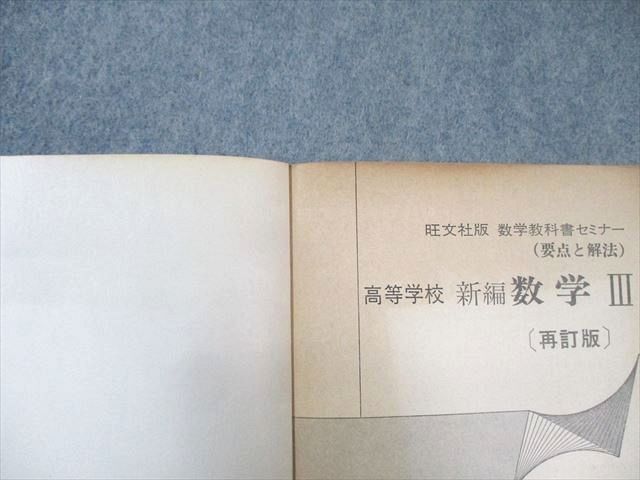 旺文社版 数学教科書セミナー
(要点と解法)
高等学校 新編 数学 III
〔再訂版〕